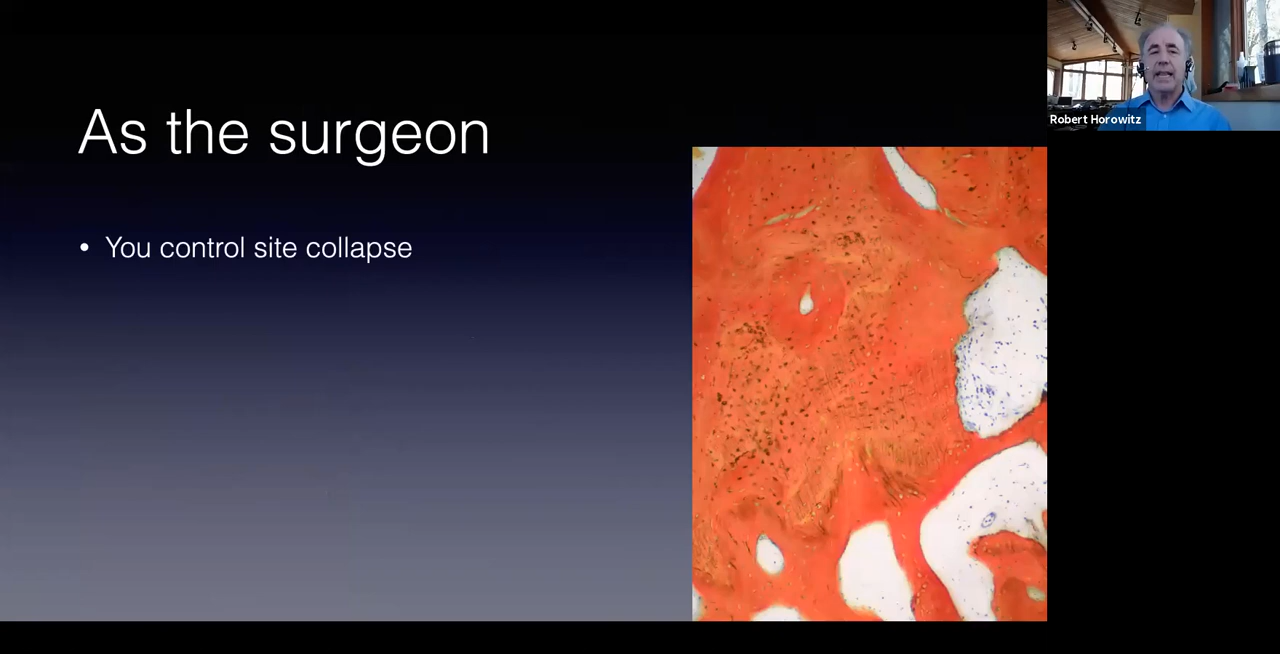 As the surgeon
• You control site collapse
Robert Horowitz